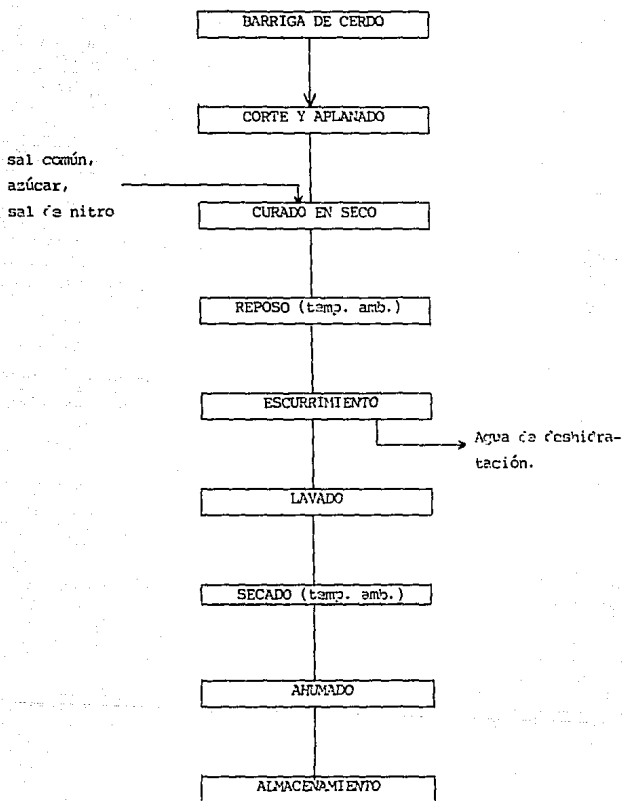 BARRIGA DE CERDO
CORTE Y APLANADO
sal común,
azúcar,
sal de nitro
CURADO EN SECO
REPOSO (temp. amb.)
ESCURRIMIENTO
Agua de deshidra-
tación.
LAVADO
SECADO (temp. amb.)
AHUMADO
ALMACENAMIENTO